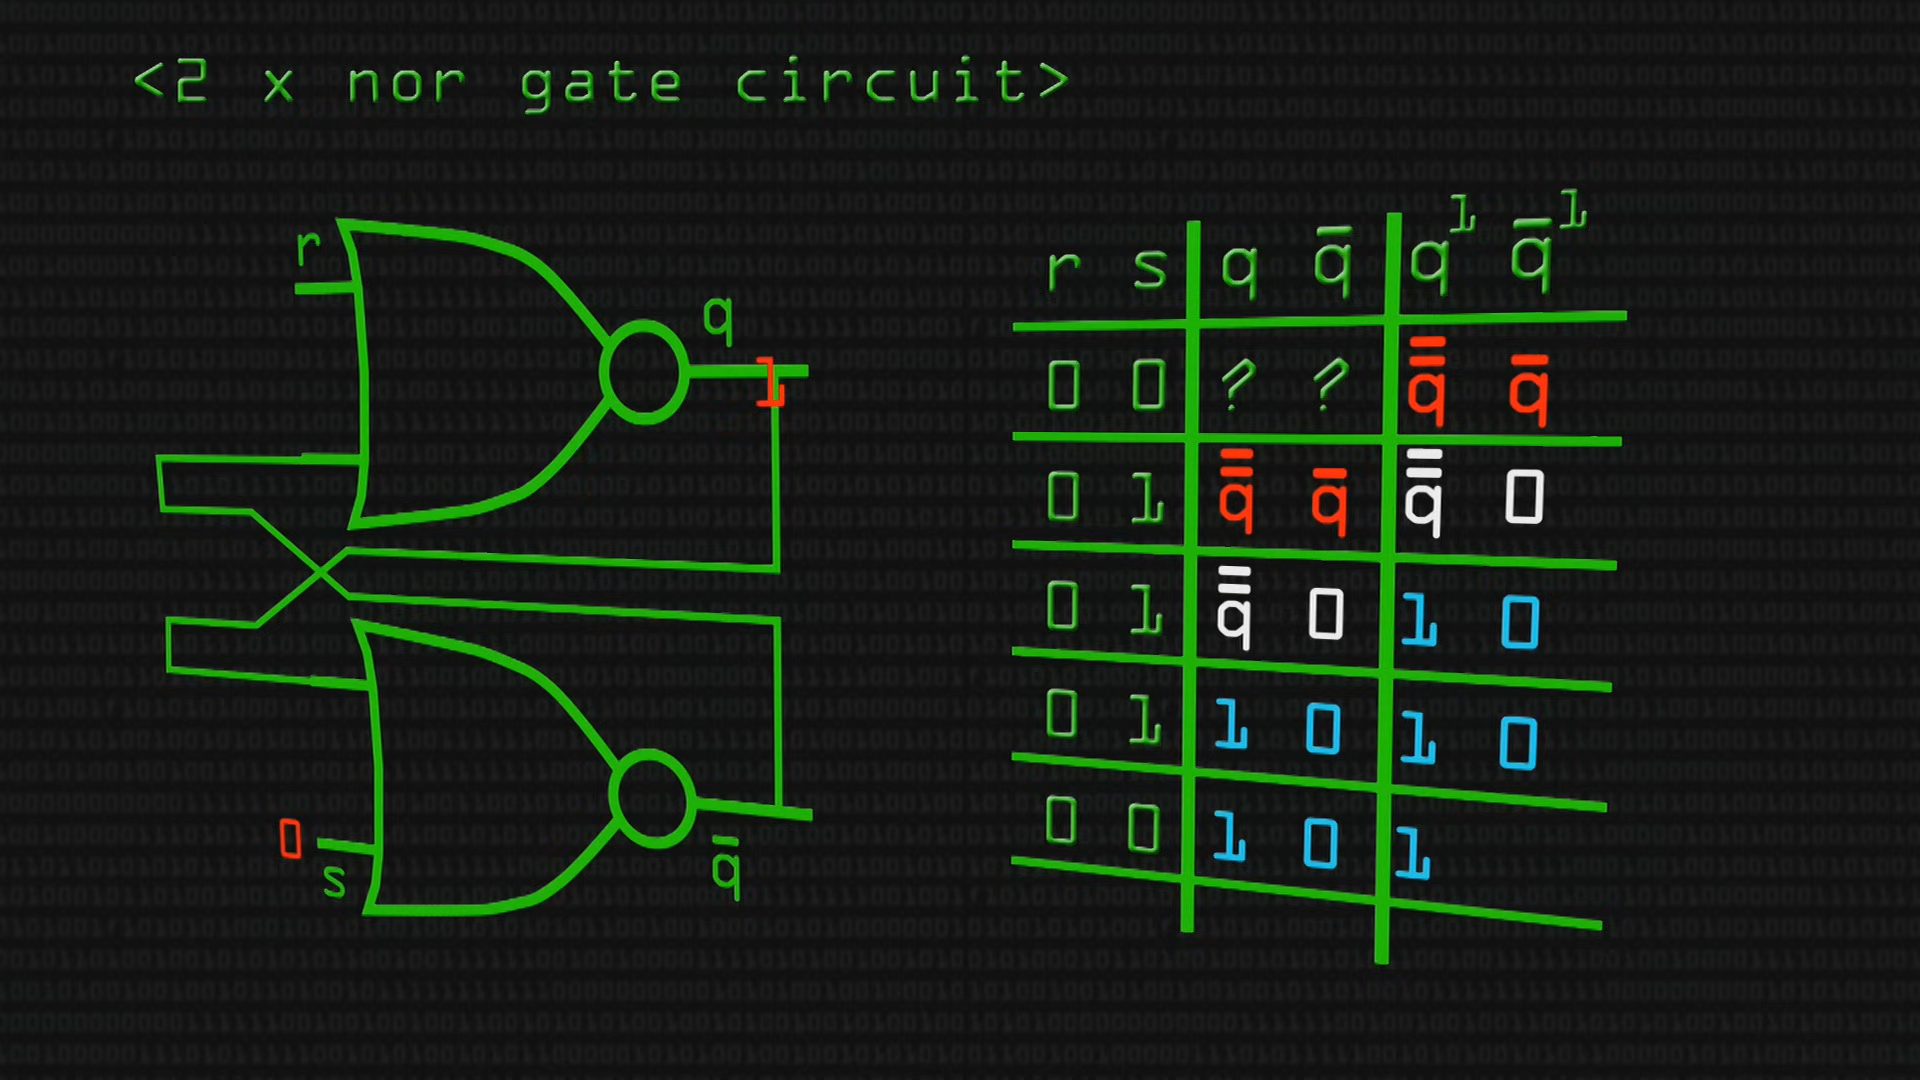 <2 x nor gate circuit>
r
q
1
0
s
q̄
r s q q̄ q¹ q̄¹
0 0 ? ? q̿ q̄
0 1 q̿ q̄ q̿ 0
0 1 q̿ 0 1 0
0 1 1 0 1 0
0 0 1 0 1